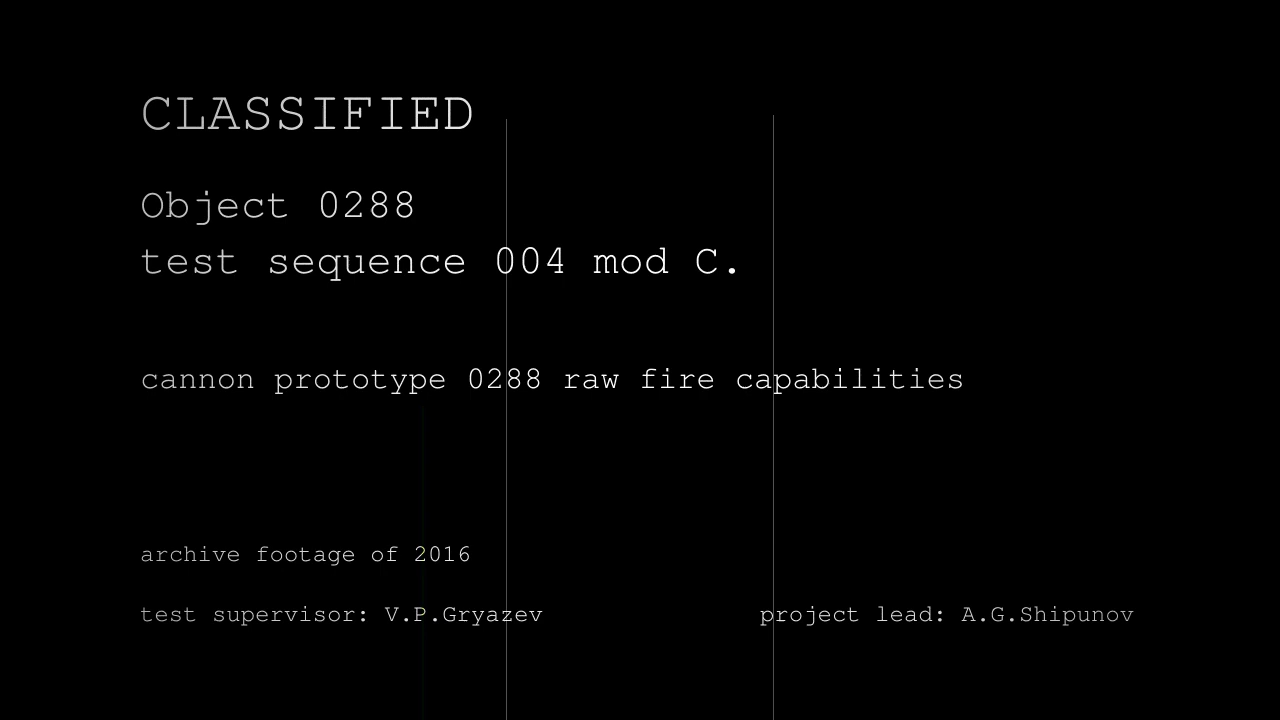 CLASSIFIED
Object 0288
test sequence 004 mod C.
cannon prototype 0288 raw fire capabilities
archive footage of 2016
test supervisor: V.P.Gryazev
project lead: A.G.Shipunov